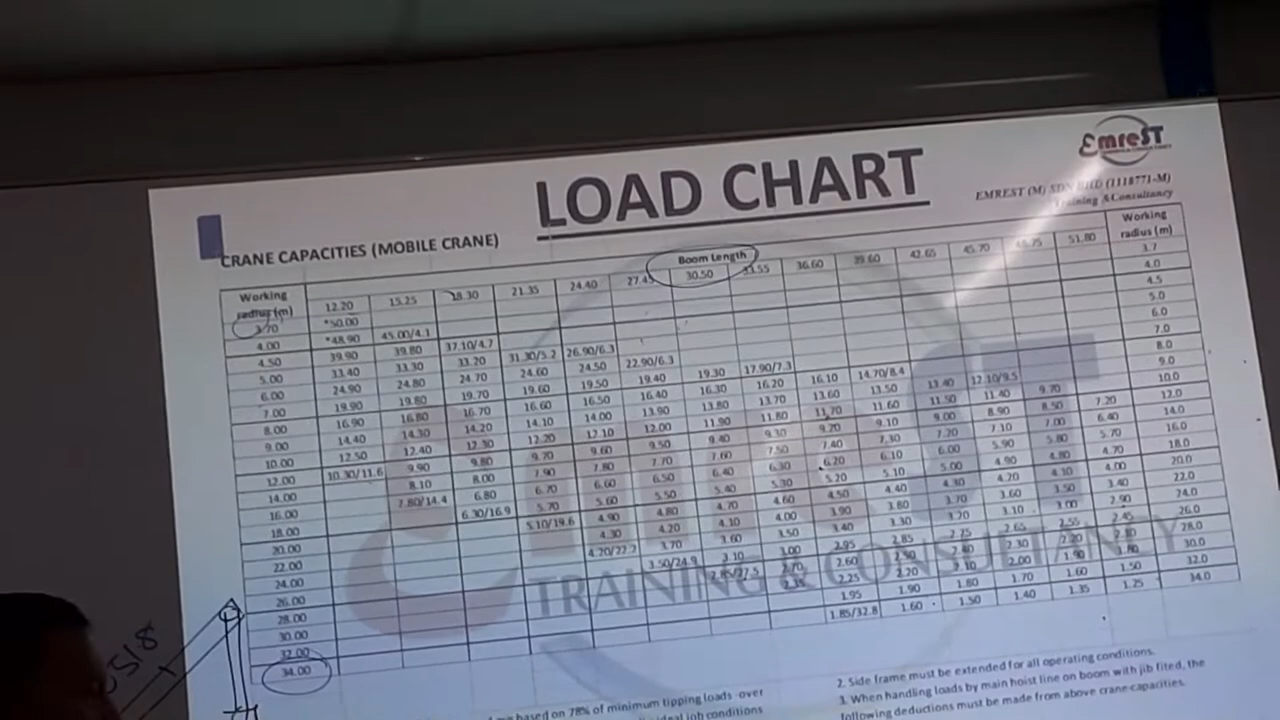 EmreST
LOAD CHART
EMREST (M) SDN BHD (1118771-M)
Training & Consultancy
CRANE CAPACITIES (MOBILE CRANE)
Working radius (m) Boom Length Working radius (m)
12.20 15.25 18.30 21.35 24.40 27.45 30.50 33.55 36.60 39.60 42.65 45.70 48.75 51.80
3.70 *50.00 3.7
4.00 *48.90 45.00/4.1 4.0
4.50 39.90 39.80 37.10/4.7 4.5
5.00 33.40 33.30 33.20 31.30/5.2 26.90/6.3 5.0
6.00 24.90 24.80 24.70 24.60 24.50 22.90/6.3 6.0
7.00 19.90 19.80 19.70 19.60 19.50 19.40 19.30 17.90/7.3 7.0
8.00 16.90 16.80 16.70 16.60 16.50 16.40 16.30 16.20 16.10 14.70/8.4 8.0
9.00 14.40 14.30 14.20 14.10 14.00 13.90 13.80 13.70 13.60 13.50 13.40 12.10/9.5 9.0
10.00 12.50 12.40 12.30 12.20 12.10 12.00 11.90 11.80 11.70 11.60 11.50 11.40 9.70 10.0
12.00 10.30/11.6 9.90 9.80 9.70 9.60 9.50 9.40 9.30 9.20 9.10 9.00 8.90 8.50 7.20 12.0
14.00 8.10 8.00 7.90 7.80 7.70 7.60 7.50 7.40 7.30 7.20 7.10 7.00 6.40 14.0
16.00 7.80/14.4 6.80 6.70 6.60 6.50 6.40 6.30 6.20 6.10 6.00 5.90 5.80 5.70 16.0
18.00 6.30/16.9 5.70 5.60 5.50 5.40 5.30 5.20 5.10 5.00 4.90 4.80 4.70 18.0
20.00 5.10/19.6 4.90 4.80 4.70 4.60 4.50 4.40 4.30 4.20 4.10 4.00 20.0
22.00 4.30 4.20 4.10 4.00 3.90 3.80 3.70 3.60 3.50 3.40 22.0
24.00 3.70 3.60 3.50 3.40 3.30 3.20 3.10 3.00 2.90 24.0
26.00 3.50/24.9 3.10 3.00 2.95 2.85 2.75 2.65 2.55 2.45 26.0
28.00 2.85/27.5 2.70 2.60 2.50 2.40 2.30 2.20 2.10 28.0
30.00 2.35 2.25 2.20 2.10 2.00 1.90 1.80 30.0
32.00 1.95 1.90 1.80 1.70 1.60 1.50 32.0
34.00 1.85/32.8 1.60 1.50 1.40 1.35 1.25 34.0
EmreST
TRAINING & CONSULTANCY
based on 78% of minimum tipping loads over
ideal job conditions
2. Side frame must be extended for all operating conditions.
3. When handling loads by main hoist line on boom with jib fited, the
following deductions must be made from above crane capacities.